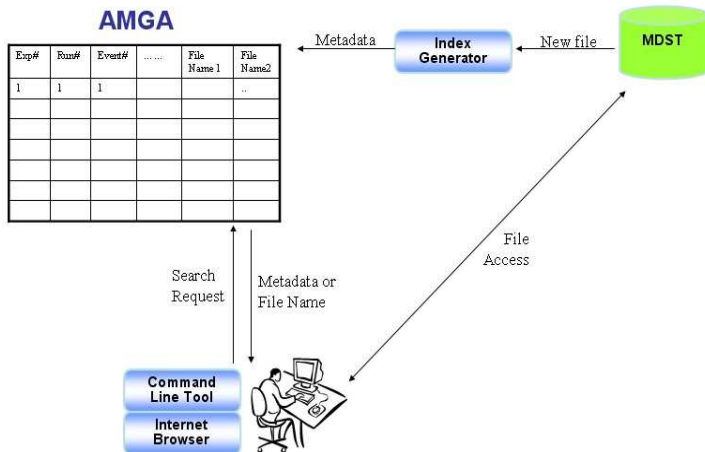 AMGA
Metadata
Index
Generator
New file
MDST
Exp# Run# Event# ... ... File File
Name 1 Name2
1 1 1 ..
File
Access
Search
Request
Metadata or
File Name
Command
Line Tool
Internet
Browser